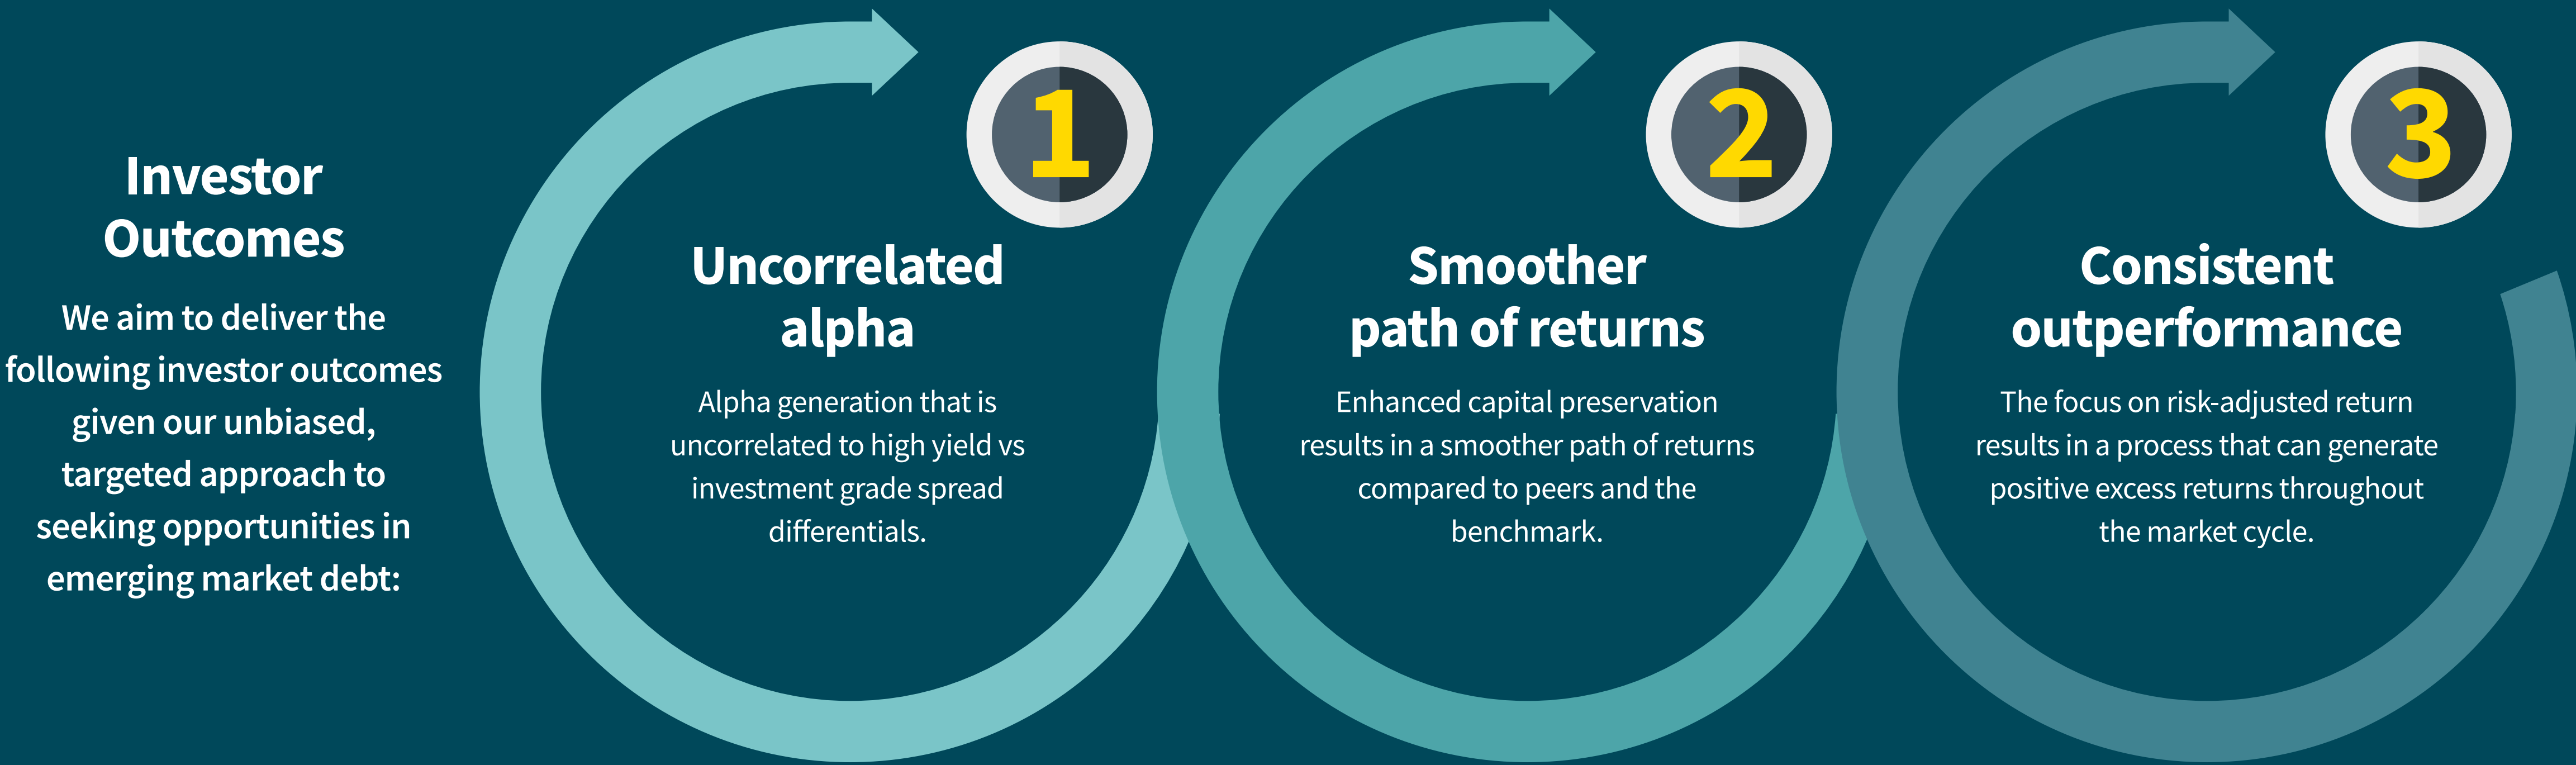 Investor
Outcomes
We aim to deliver the
following investor outcomes
given our unbiased,
targeted approach to
seeking opportunities in
emerging market debt:
1
Uncorrelated
alpha
Alpha generation that is
uncorrelated to high yield vs
investment grade spread
differentials.
2
Smoother
path of returns
Enhanced capital preservation
results in a smoother path of returns
compared to peers and the
benchmark.
3
Consistent
outperformance
The focus on risk-adjusted return
results in a process that can generate
positive excess returns throughout
the market cycle.